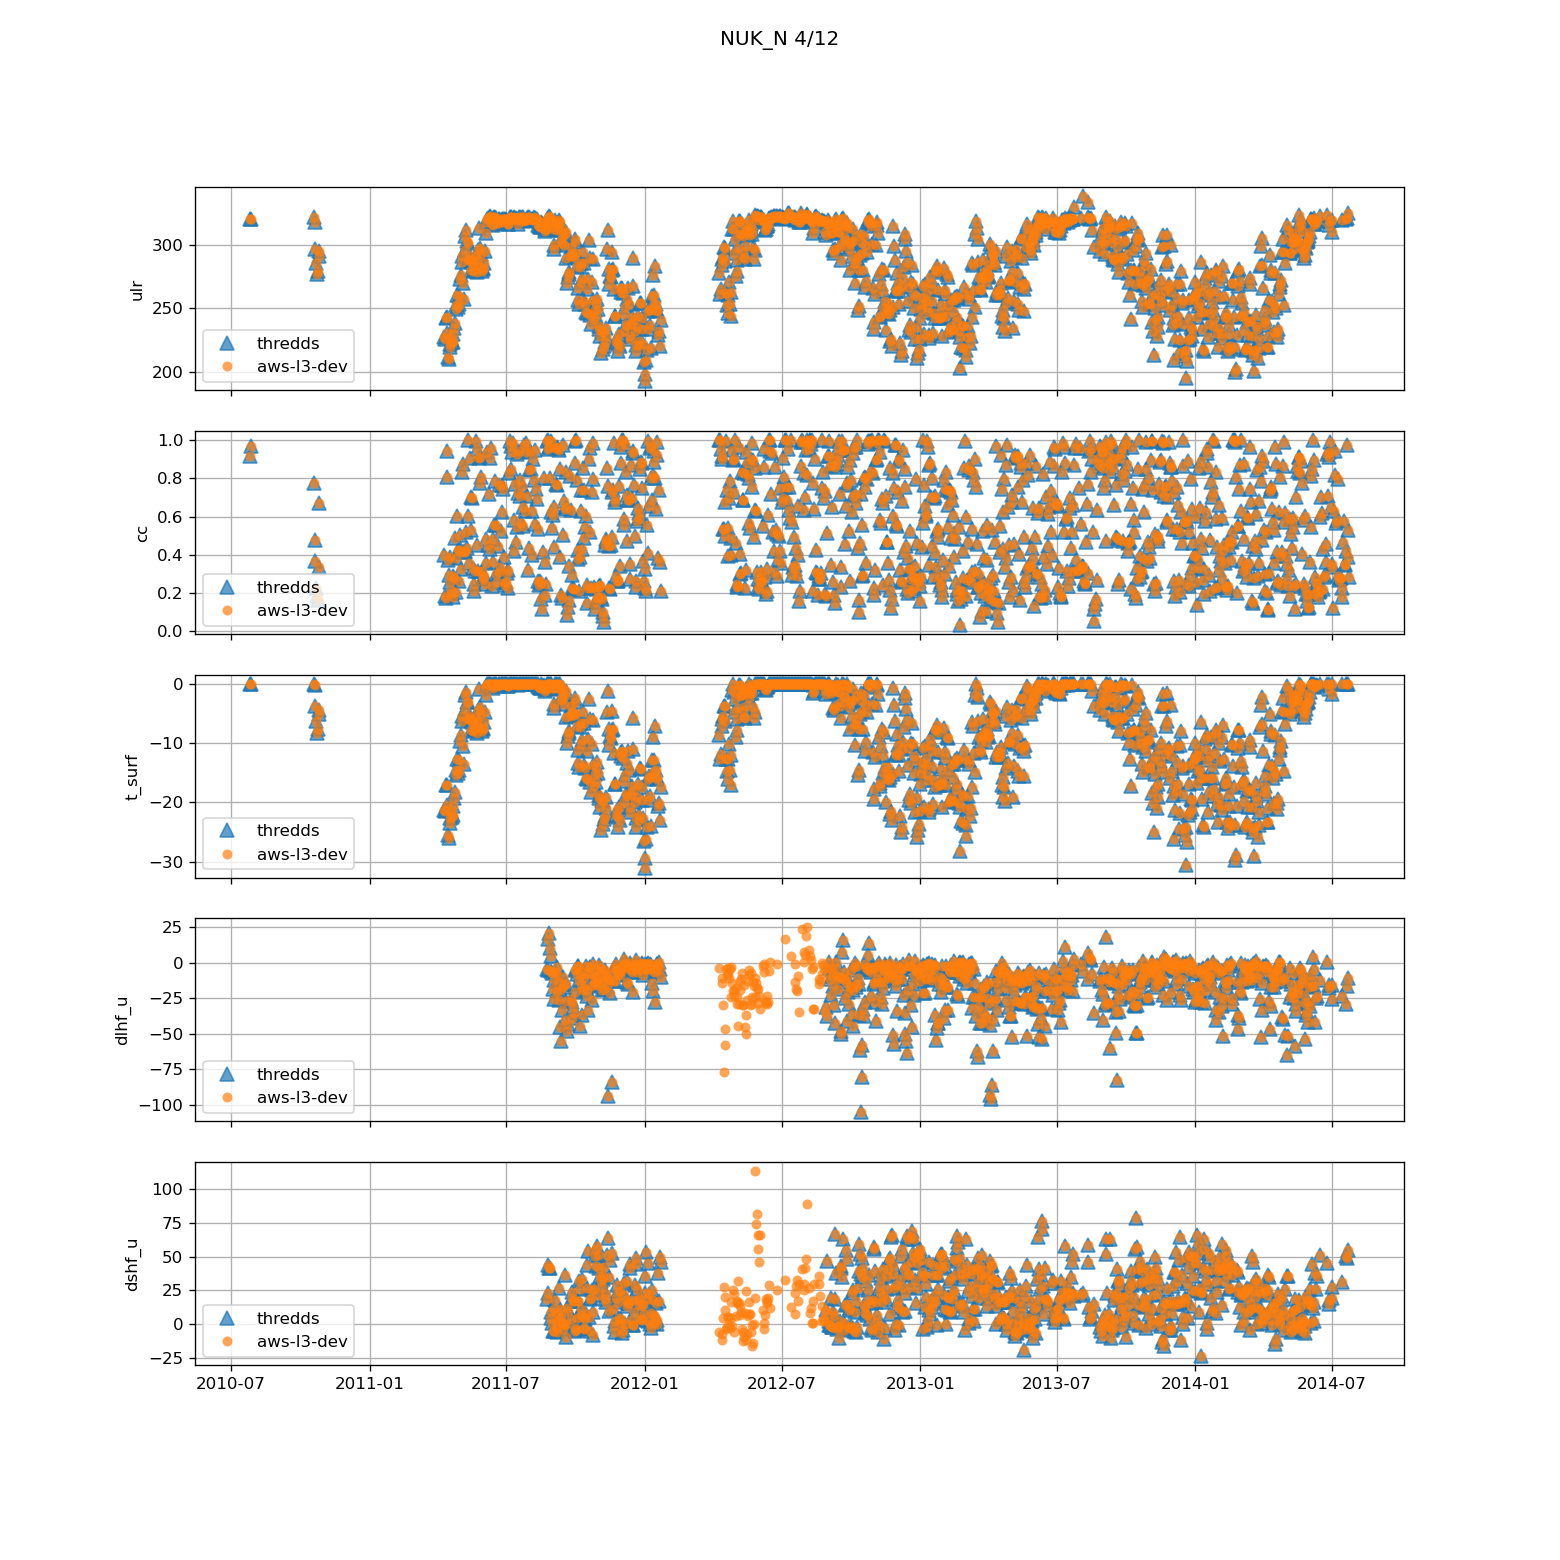 NUK_N 4/12
300
250
200
ulr
thredds
aws-l3-dev
1.0
0.8
0.6
0.4
0.2
0.0
cc
thredds
aws-l3-dev
0
−10
−20
−30
t_surf
thredds
aws-l3-dev
25
0
−25
−50
−75
−100
dlhf_u
thredds
aws-l3-dev
100
75
50
25
0
−25
dshf_u
thredds
aws-l3-dev
2010-07 2011-01 2011-07 2012-01 2012-07 2013-01 2013-07 2014-01 2014-07